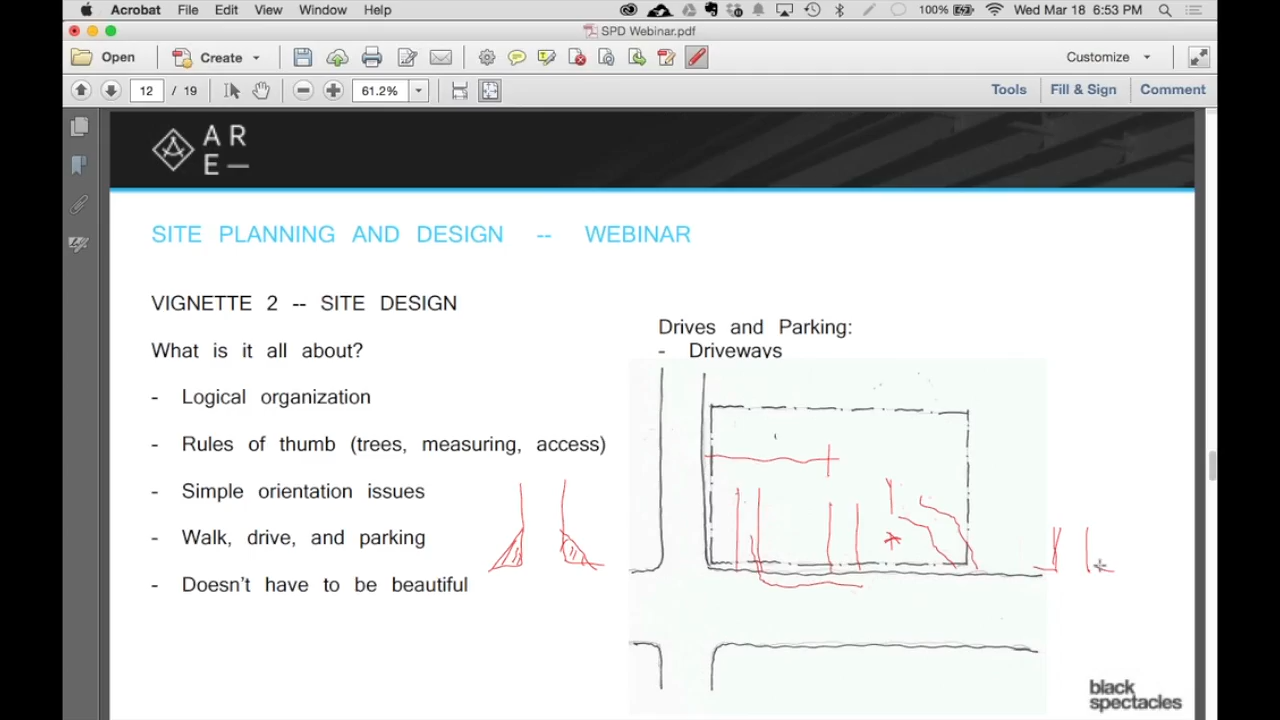 Acrobat File Edit View Window Help 100% Wed Mar 18 6:53 PM
SPD Webinar.pdf
Open Create Customize
12 / 19 61.2% Tools Fill & Sign Comment
A R
E —
SITE PLANNING AND DESIGN -- WEBINAR
VIGNETTE 2 -- SITE DESIGN
What is it all about?
- Logical organization
- Rules of thumb (trees, measuring, access)
- Simple orientation issues
- Walk, drive, and parking
- Doesn't have to be beautiful
Drives and Parking:
- Driveways
black
spectacles